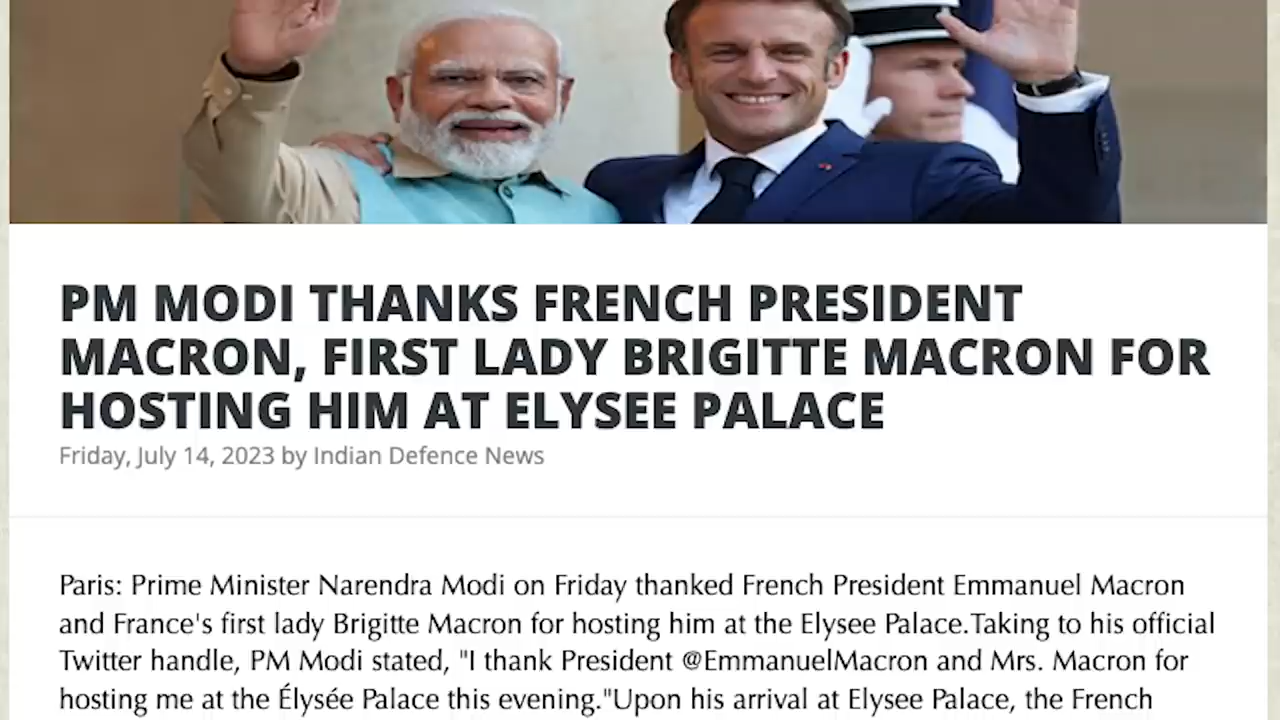 PM MODI THANKS FRENCH PRESIDENT
MACRON, FIRST LADY BRIGITTE MACRON FOR
HOSTING HIM AT ELYSEE PALACE
Friday, July 14, 2023 by Indian Defence News
Paris: Prime Minister Narendra Modi on Friday thanked French President Emmanuel Macron
and France's first lady Brigitte Macron for hosting him at the Elysee Palace.Taking to his official
Twitter handle, PM Modi stated, "I thank President @EmmanuelMacron and Mrs. Macron for
hosting me at the Élysée Palace this evening."Upon his arrival at Elysee Palace, the French